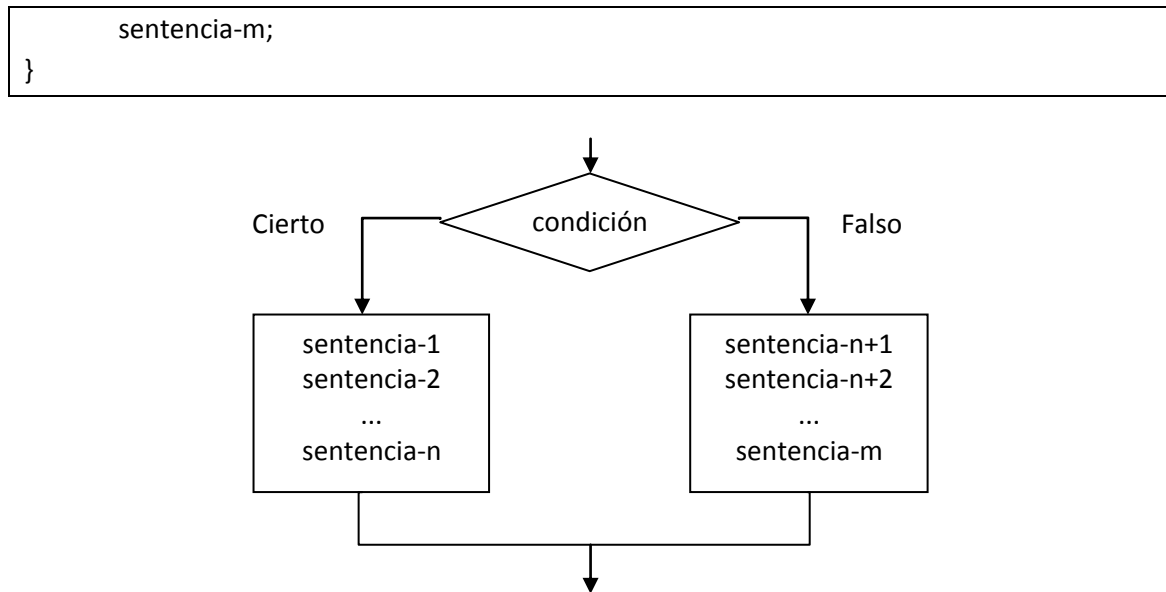 sentencia-m;
}
condición
Cierto
Falso
sentencia-1
sentencia-2
...
sentencia-n
sentencia-n+1
sentencia-n+2
...
sentencia-m